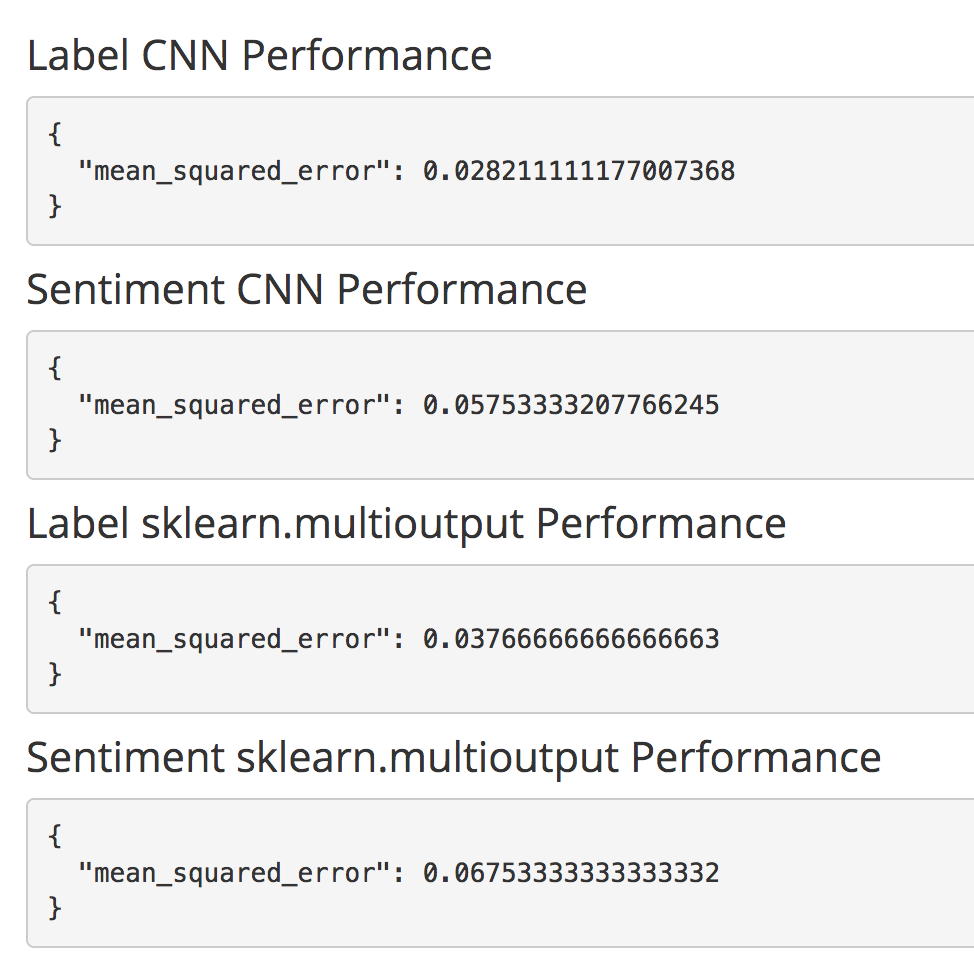 Label CNN Performance
{
"mean_squared_error": 0.028211111177007368
}
Sentiment CNN Performance
{
"mean_squared_error": 0.05753333207766245
}
Label sklearn.multioutput Performance
{
"mean_squared_error": 0.03766666666666663
}
Sentiment sklearn.multioutput Performance
{
"mean_squared_error": 0.06753333333333332
}